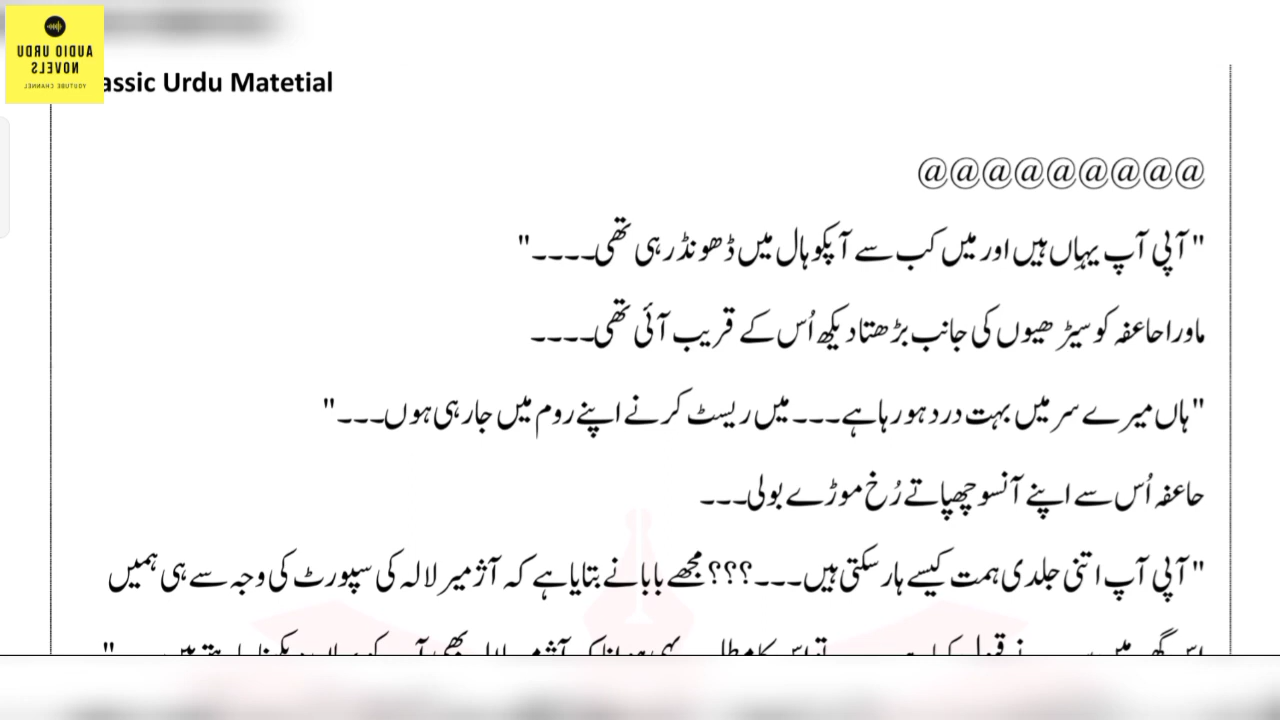 AUDIO URDU
NOVELS
YOUTUBE CHANNEL
assic Urdu Matetial
@@@@@@@@@
"آپی آپ یہاں ہیں اور میں کب سے آپکو ہال میں ڈھونڈ رہی تھی۔۔۔۔"
ماورا حاعفہ کو سیڑھیوں کی جانب بڑھتا دیکھ اُس کے قریب آئی تھی۔۔۔۔
"ہاں میرے سر میں بہت درد ہو رہا ہے۔۔۔میں ریسٹ کرنے اپنے روم میں جارہی ہوں۔۔۔"
حاعفہ اُس سے اپنے آنسو چھپاتے رُخ موڑے بولی۔۔۔
"آپی آپ اتنی جلدی ہمت کیسے ہار سکتی ہیں۔۔۔؟؟؟ مجھے بابا نے بتایا ہے کہ آژمیر لالہ کی سپورٹ کی وجہ سے ہی ہمیں